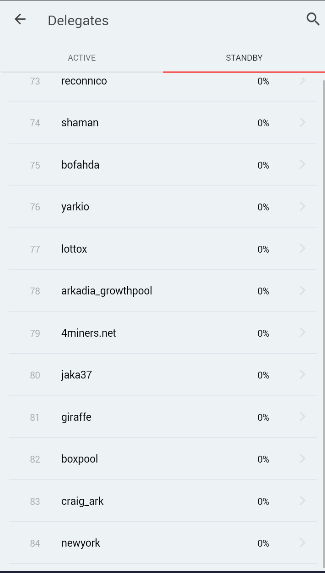 Delegates
ACTIVE STANDBY
73 reconnico 0%
74 shaman 0%
75 bofahda 0%
76 yarkio 0%
77 lottox 0%
78 arkadia_growthpool 0%
79 4miners.net 0%
80 jaka37 0%
81 giraffe 0%
82 boxpool 0%
83 craig_ark 0%
84 newyork 0%